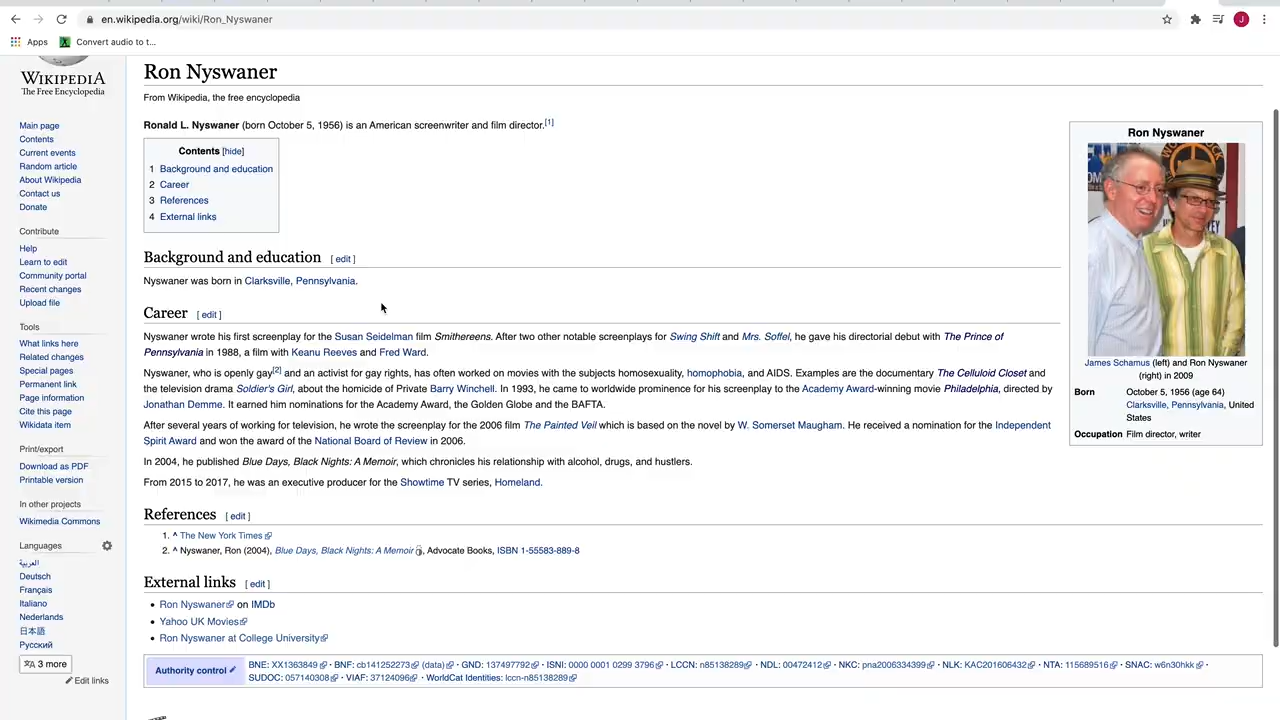 en.wikipedia.org/wiki/Ron_Nyswaner
J
Apps
Convert audio to t...
WIKIPEDIA
The Free Encyclopedia
Main page
Contents
Current events
Random article
About Wikipedia
Contact us
Donate
Contribute
Help
Learn to edit
Community portal
Recent changes
Upload file
Tools
What links here
Related changes
Special pages
Permanent link
Page information
Cite this page
Wikidata item
Print/export
Download as PDF
Printable version
In other projects
Wikimedia Commons
Languages
العربية
Deutsch
Français
Italiano
Nederlands
日本語
Русский
3 more
Edit links
Ron Nyswaner
From Wikipedia, the free encyclopedia
Ronald L. Nyswaner (born October 5, 1956) is an American screenwriter and film director.[1]
Contents [hide]
1 Background and education
2 Career
3 References
4 External links
Background and education [ edit ]
Nyswaner was born in Clarksville, Pennsylvania.
Career [ edit ]
Nyswaner wrote his first screenplay for the Susan Seidelman film Smithereens. After two other notable screenplays for Swing Shift and Mrs. Soffel, he gave his directorial debut with The Prince of
Pennsylvania in 1988, a film with Keanu Reeves and Fred Ward.
Nyswaner, who is openly gay[2] and an activist for gay rights, has often worked on movies with the subjects homosexuality, homophobia, and AIDS. Examples are the documentary The Celluloid Closet and
the television drama Soldier's Girl, about the homicide of Private Barry Winchell. In 1993, he came to worldwide prominence for his screenplay to the Academy Award-winning movie Philadelphia, directed by
Jonathan Demme. It earned him nominations for the Academy Award, the Golden Globe and the BAFTA.
After several years of working for television, he wrote the screenplay for the 2006 film The Painted Veil which is based on the novel by W. Somerset Maugham. He received a nomination for the Independent
Spirit Award and won the award of the National Board of Review in 2006.
In 2004, he published Blue Days, Black Nights: A Memoir, which chronicles his relationship with alcohol, drugs, and hustlers.
From 2015 to 2017, he was an executive producer for the Showtime TV series, Homeland.
References [ edit ]
1. ^ The New York Times
2. ^ Nyswaner, Ron (2004), Blue Days, Black Nights: A Memoir, Advocate Books, ISBN 1-55583-889-8
External links [ edit ]
• Ron Nyswaner on IMDb
• Yahoo UK Movies
• Ron Nyswaner at College University
Authority control
BNE: XX1363849 · BNF: cb141252273 (data) · GND: 137497792 · ISNI: 0000 0001 0299 3796 · LCCN: n85138289 · NDL: 00472412 · NKC: pna2006334399 · NLK: KAC201606432 · NTA: 115689516 · SNAC: w6n30hkk ·
SUDOC: 057140308 · VIAF: 37124096 · WorldCat Identities: lccn-n85138289
Ron Nyswaner
James Schamus (left) and Ron Nyswaner
(right) in 2009
Born October 5, 1956 (age 64)
Clarksville, Pennsylvania, United
States
Occupation Film director, writer